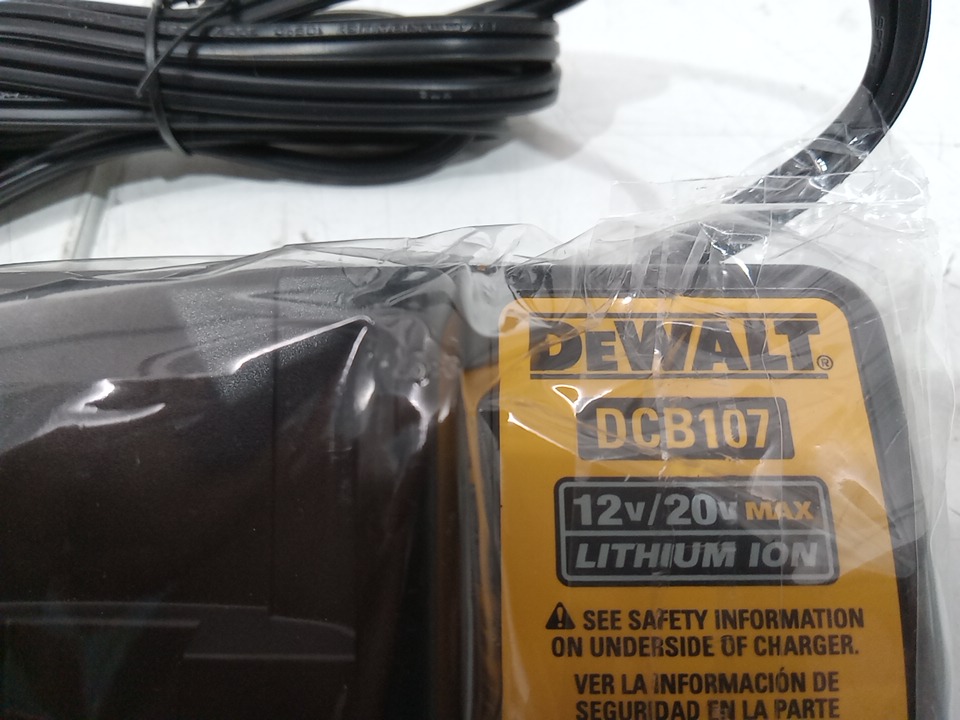 DEWALT®
DCB107
12V/20V MAX
LITHIUM ION
⚠ SEE SAFETY INFORMATION
ON UNDERSIDE OF CHARGER.
VER LA INFORMACIÓN DE
SEGURIDAD EN LA PARTE